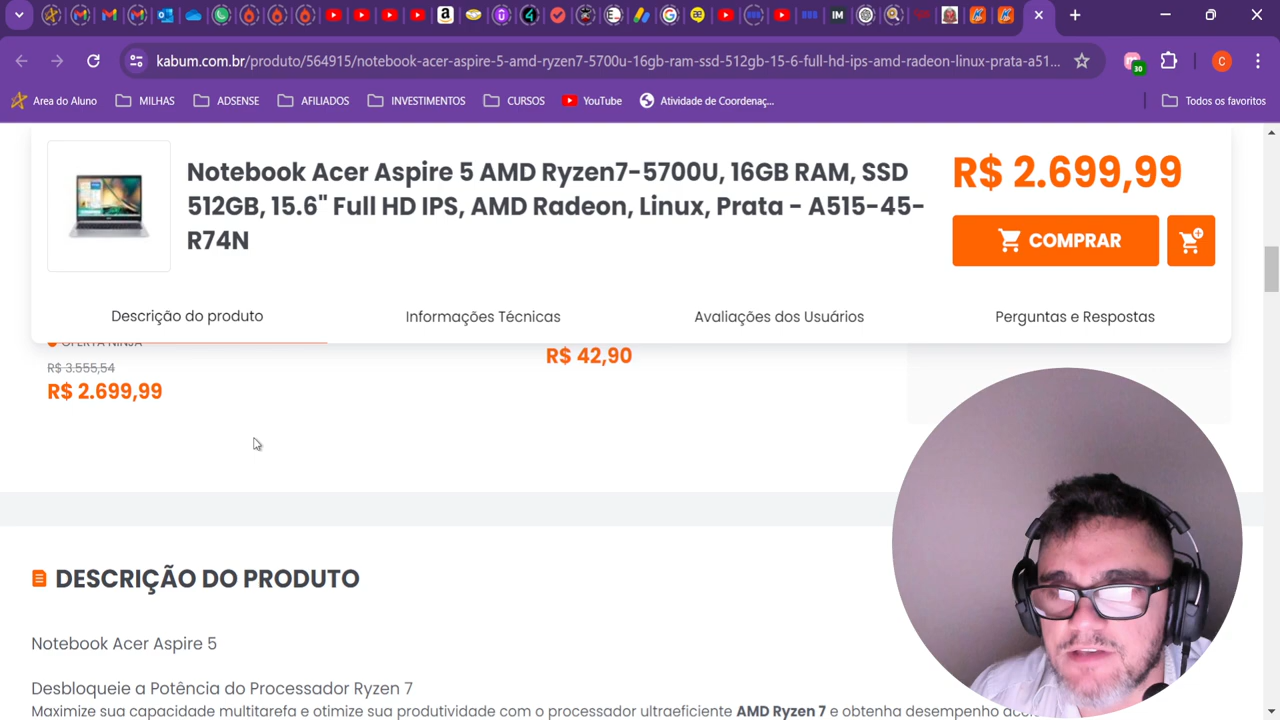 kabum.com.br/produto/564915/notebook-acer-aspire-5-amd-ryzen7-5700u-16gb-ram-ssd-512gb-15-6-full-hd-ips-amd-radeon-linux-prata-a51...
30
C
Area do Aluno
MILHAS
ADSENSE
AFILIADOS
INVESTIMENTOS
CURSOS
YouTube
Atividade de Coordenaç...
Todos os favoritos
Notebook Acer Aspire 5 AMD Ryzen7-5700U, 16GB RAM, SSD
512GB, 15.6" Full HD IPS, AMD Radeon, Linux, Prata - A515-45-
R74N
R$ 2.699,99
COMPRAR
Descrição do produto
Informações Técnicas
Avaliações dos Usuários
Perguntas e Respostas
OFERTA NINJA
R$ 3.555,54
R$ 2.699,99
R$ 42,90
DESCRIÇÃO DO PRODUTO
Notebook Acer Aspire 5
Desbloqueie a Potência do Processador Ryzen 7
Maximize sua capacidade multitarefa e otimize sua produtividade com o processador ultraeficiente AMD Ryzen 7 e obtenha desempenho